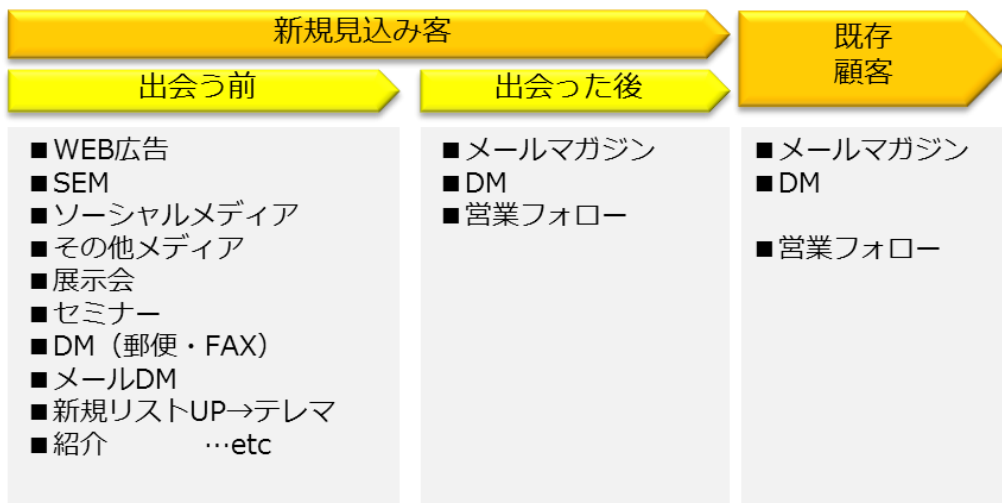 新規見込み客
既存
顧客
出会う前
出会った後
■WEB広告
■SEM
■ソーシャルメディア
■その他メディア
■展示会
■セミナー
■DM（郵便・FAX）
■メールDM
■新規リストUP→テレマ
■紹介　　　…etc
■メールマガジン
■DM
■営業フォロー
■メールマガジン
■DM
■営業フォロー